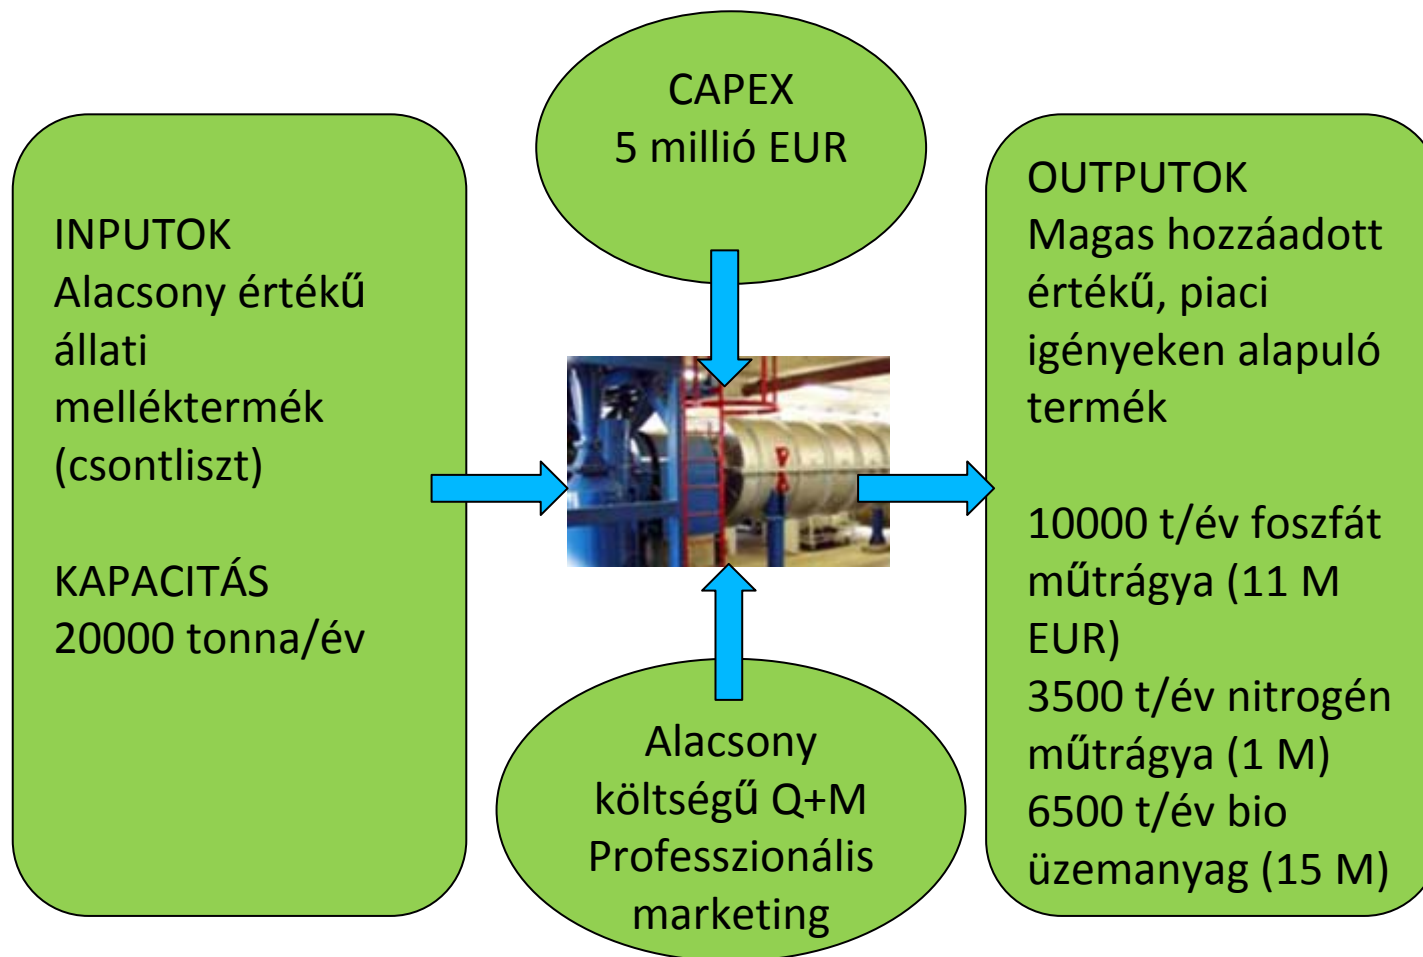 INPUTOK
Alacsony értékű
állati
melléktermék
(csontliszt)
KAPACITÁS
20000 tonna/év
CAPEX
5 millió EUR
Alacsony
költségű Q+M
Professzionális
marketing
OUTPUTOK
Magas hozzáadott
értékű, piaci
igényeken alapuló
termék
10000 t/év foszfát
műtrágya (11 M
EUR)
3500 t/év nitrogén
műtrágya (1 M)
6500 t/év bio
üzemanyag (15 M)